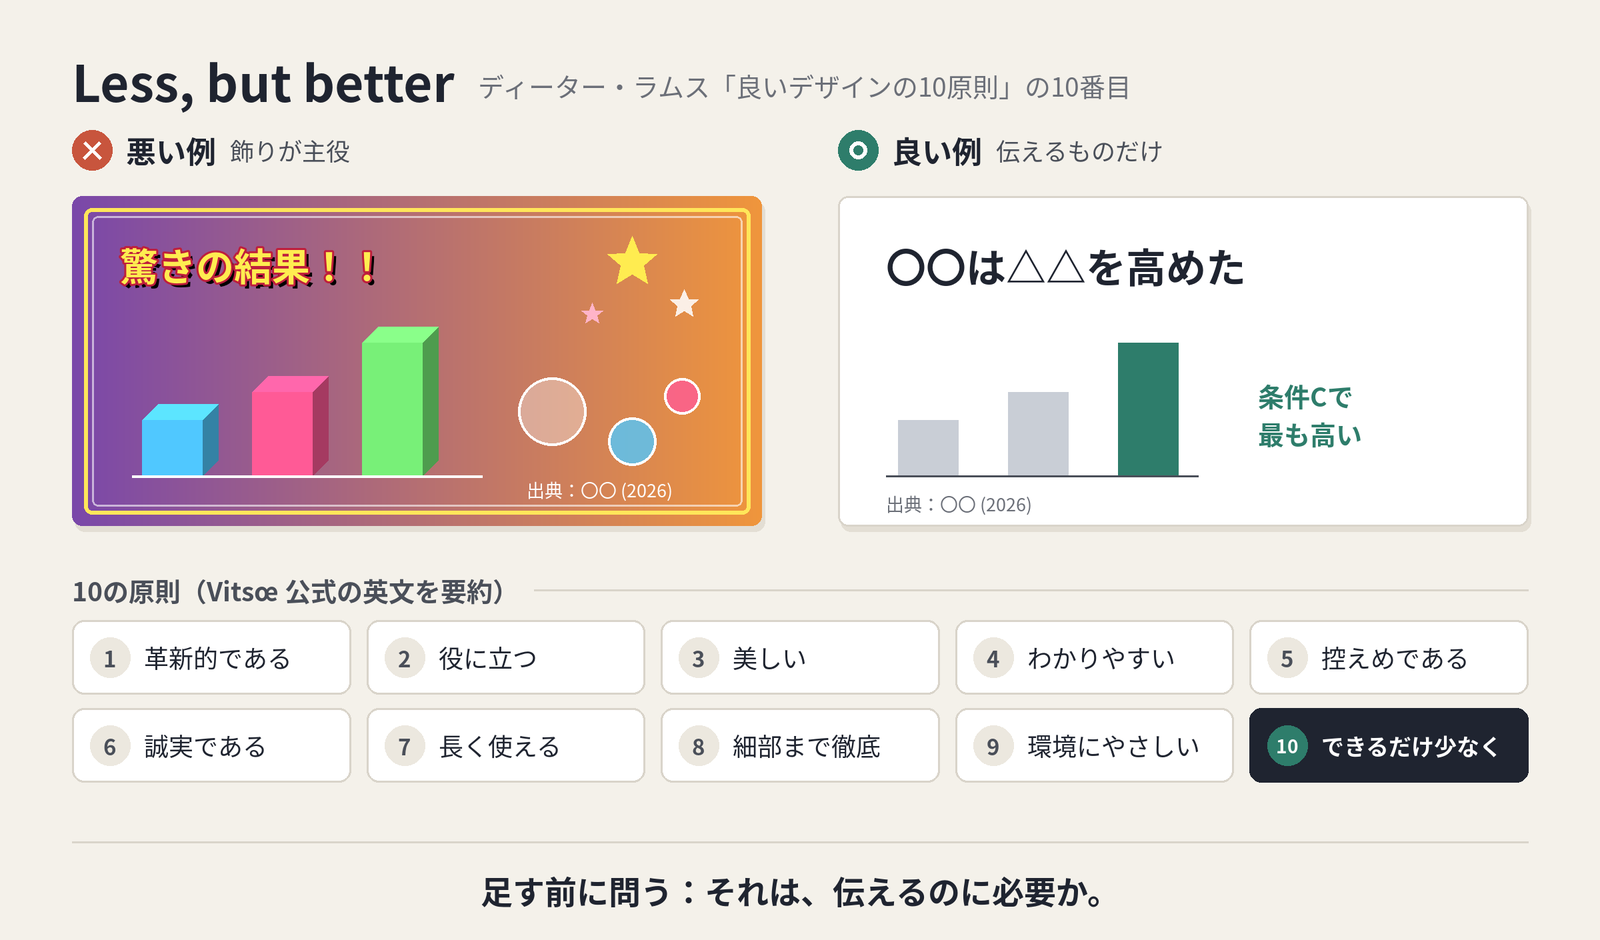 Less, but better
ディーター・ラムス「良いデザインの10原則」の10番目
悪い例 飾りが主役
驚きの結果！！
出典：〇〇 (2026)
良い例 伝えるものだけ
〇〇は△△を高めた
条件Cで
最も高い
出典：〇〇 (2026)
10の原則（Vitsœ 公式の英文を要約）
1 革新的である
2 役に立つ
3 美しい
4 わかりやすい
5 控えめである
6 誠実である
7 長く使える
8 細部まで徹底
9 環境にやさしい
10 できるだけ少なく
足す前に問う：それは、伝えるのに必要か。